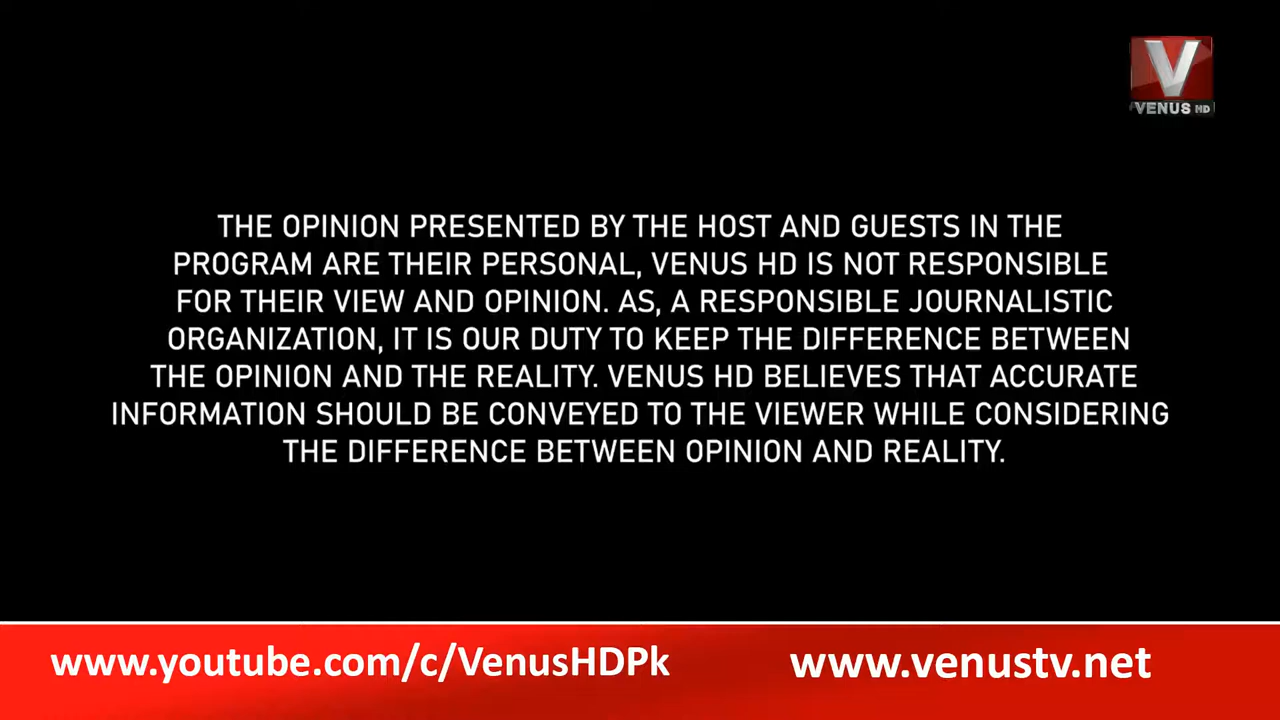 V
VENUS HD
THE OPINION PRESENTED BY THE HOST AND GUESTS IN THE
PROGRAM ARE THEIR PERSONAL, VENUS HD IS NOT RESPONSIBLE
FOR THEIR VIEW AND OPINION. AS, A RESPONSIBLE JOURNALISTIC
ORGANIZATION, IT IS OUR DUTY TO KEEP THE DIFFERENCE BETWEEN
THE OPINION AND THE REALITY. VENUS HD BELIEVES THAT ACCURATE
INFORMATION SHOULD BE CONVEYED TO THE VIEWER WHILE CONSIDERING
THE DIFFERENCE BETWEEN OPINION AND REALITY.
www.youtube.com/c/VenusHDPk www.venustv.net